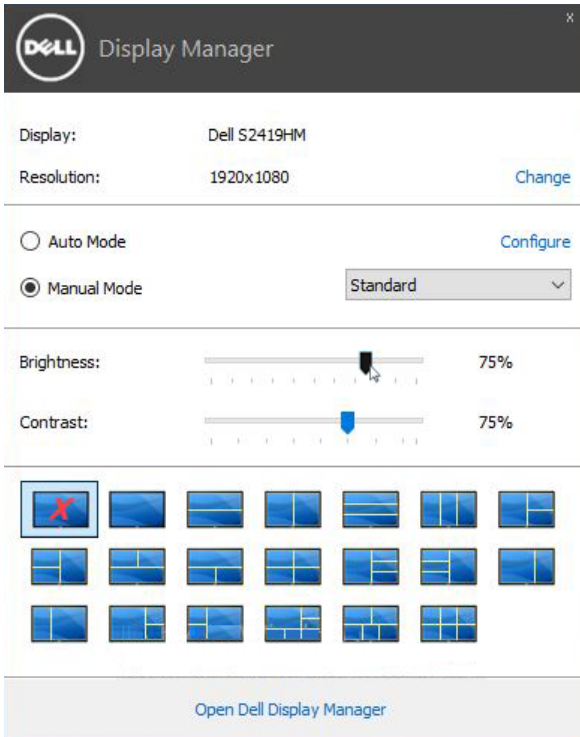 x
DELL Display Manager
Display: Dell S2419HM
Resolution: 1920x1080 Change
Auto Mode Configure
Manual Mode Standard
Brightness: 75%
Contrast: 75%
X
Open Dell Display Manager